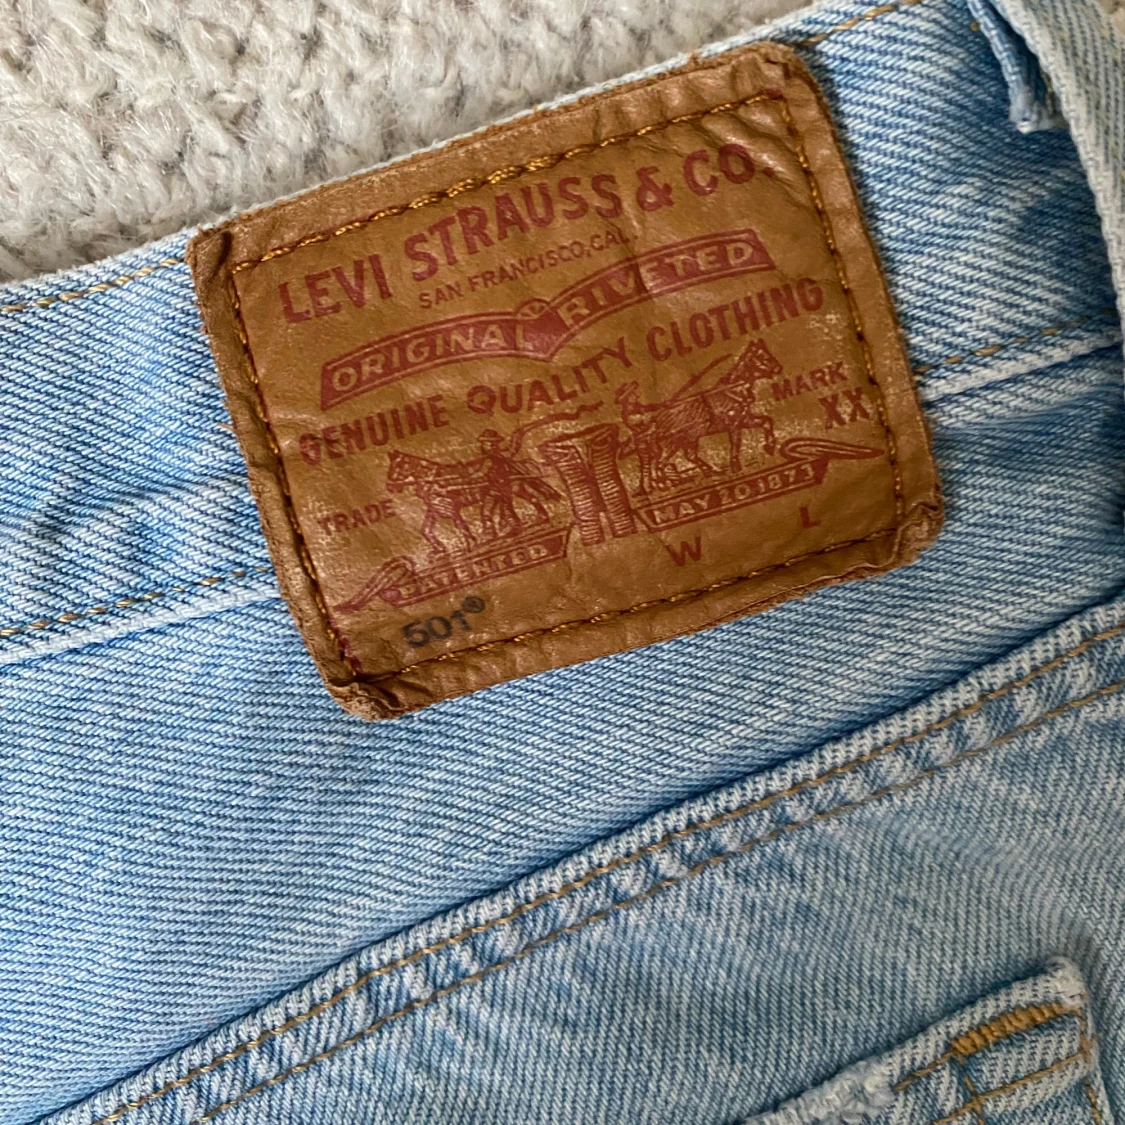 LEVI STRAUSS & CO.
SAN FRANCISCO, CAL.
ORIGINAL RIVETED
GENUINE QUALITY CLOTHING
TRADE MARK
XX
PATENTED MAY 20 1873
W L
501®